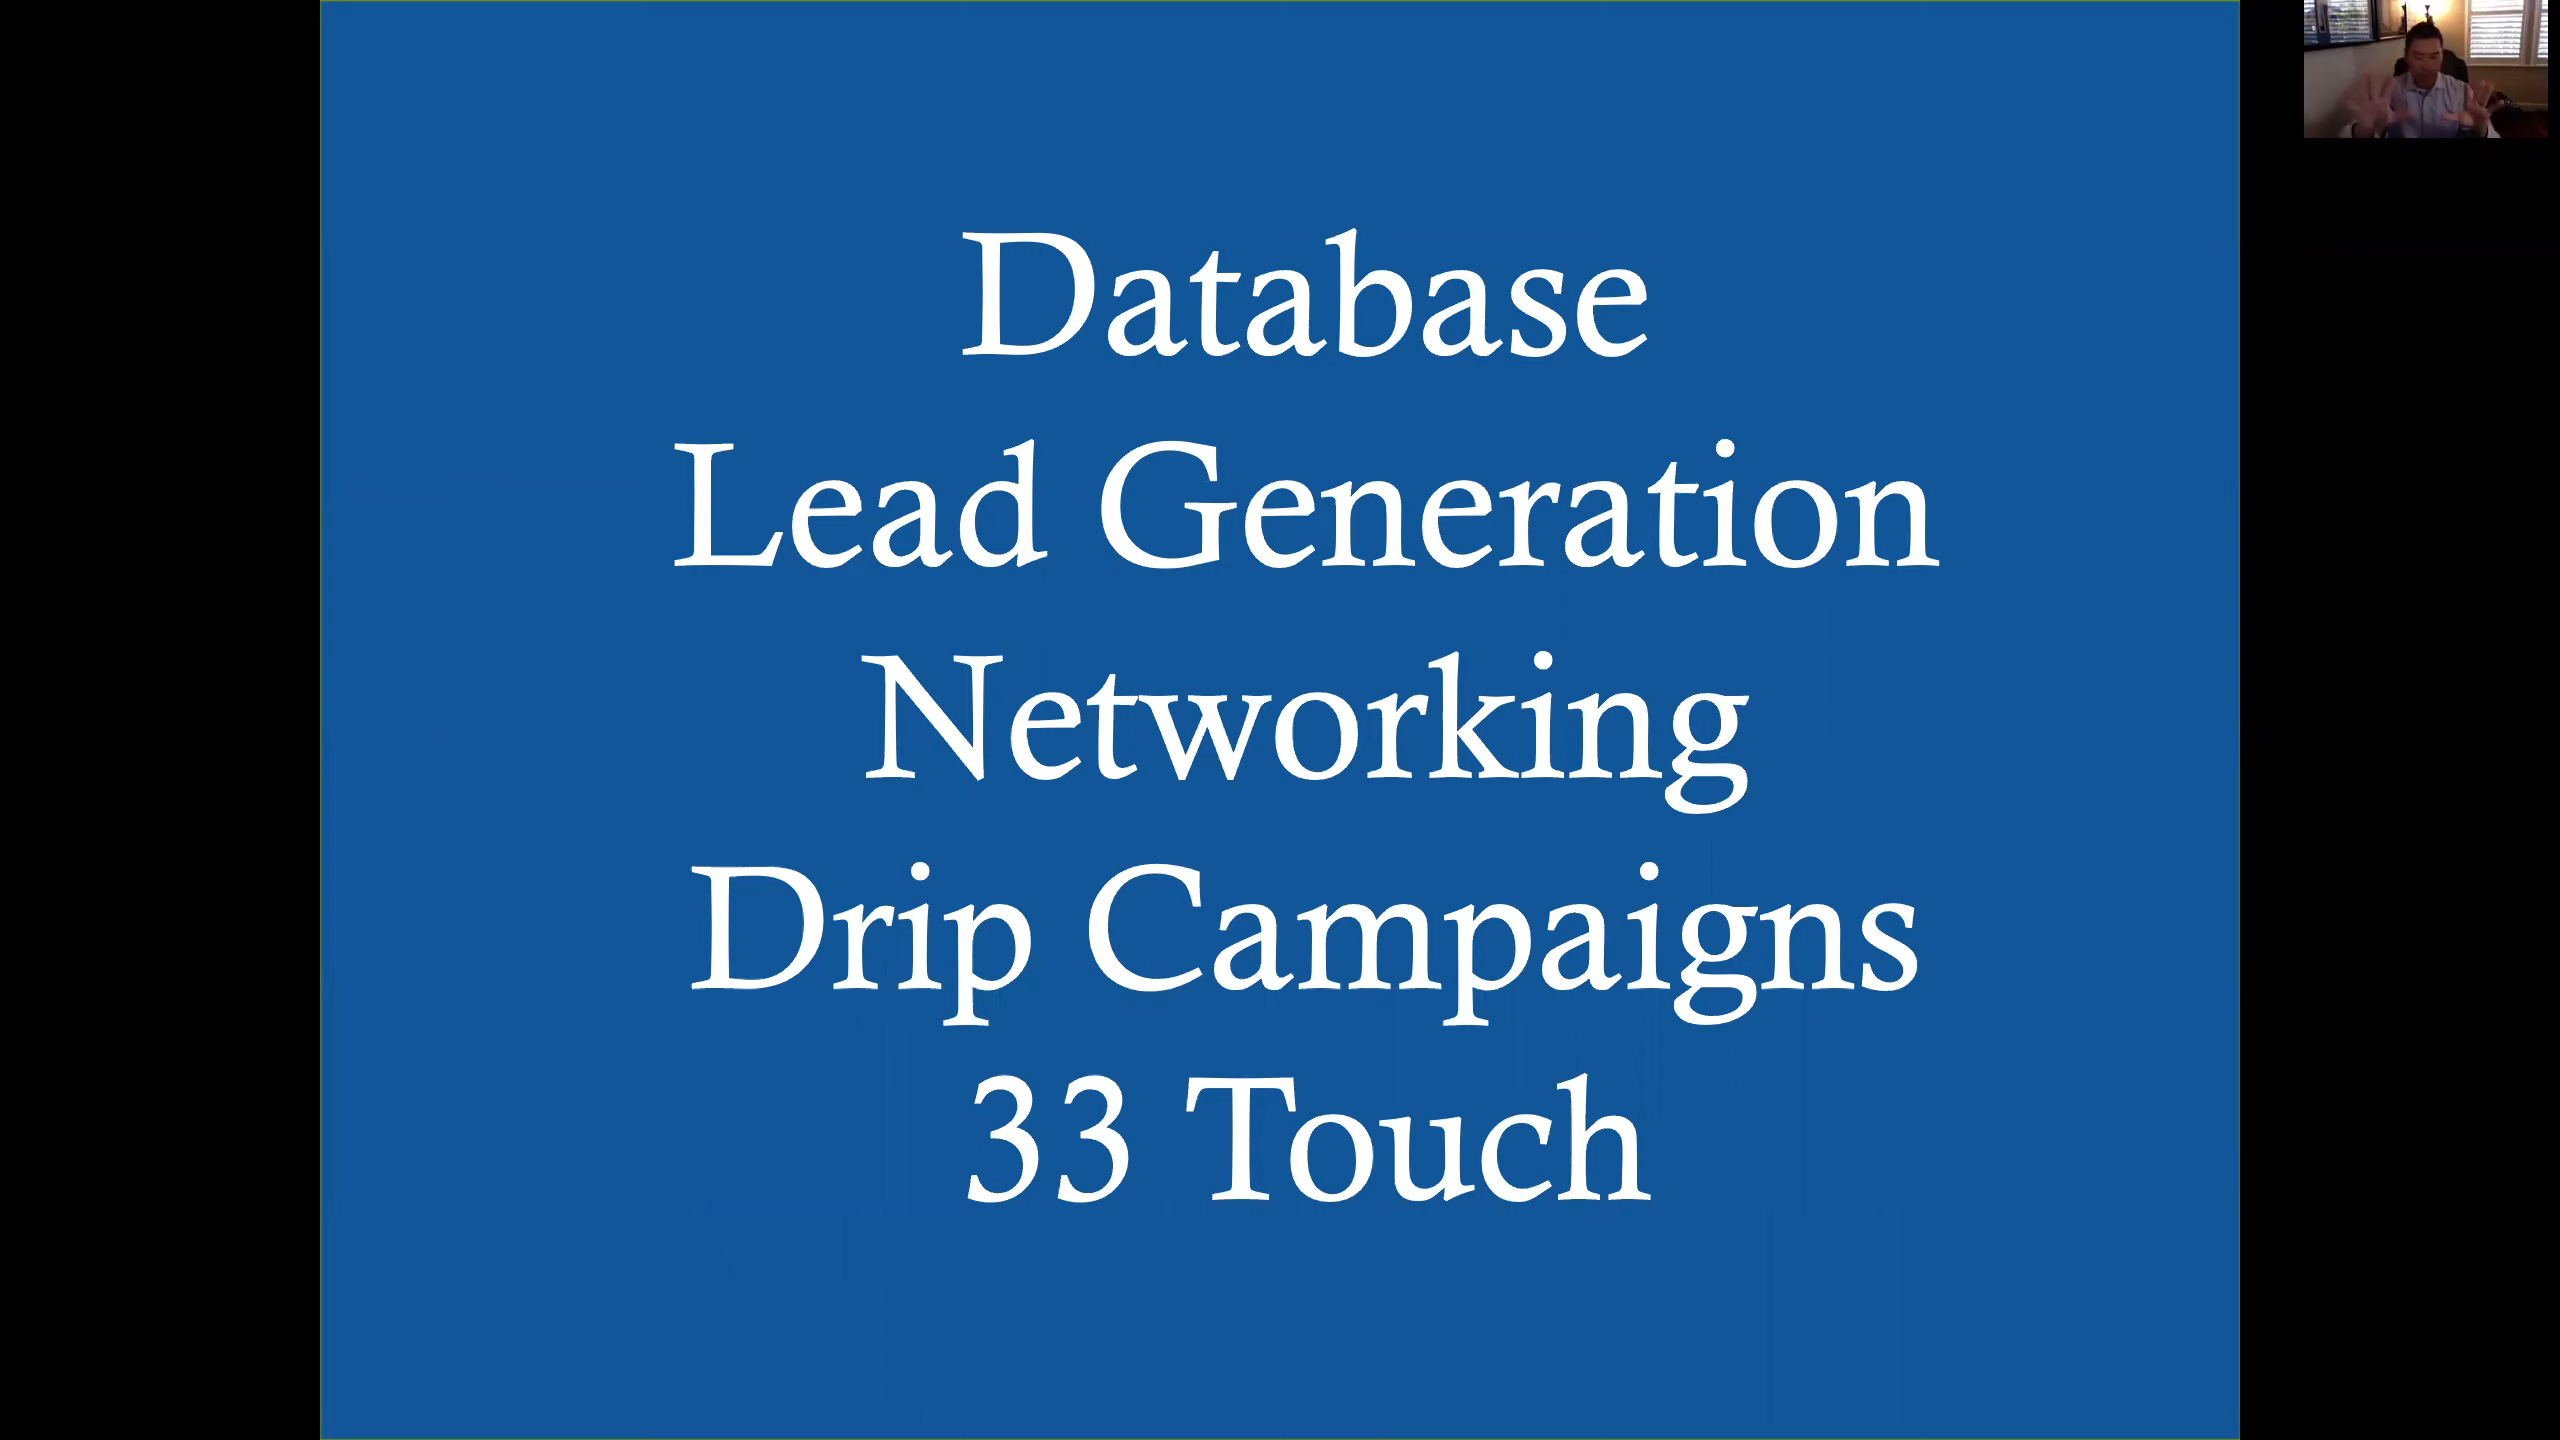 Database
Lead Generation
Networking
Drip Campaigns
33 Touch